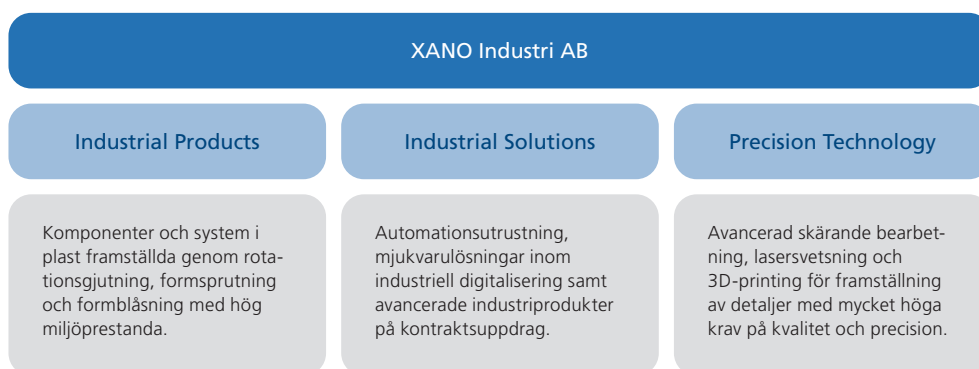 XANO Industri AB
Industrial Products
Industrial Solutions
Precision Technology
Komponenter och system i
plast framställda genom rota-
tionsgjutning, formsprutning
och formblåsning med hög
miljöprestanda.
Automationsutrustning,
mjukvarulösningar inom
industriell digitalisering samt
avancerade industriprodukter
på kontraktsuppdrag.
Avancerad skärande bearbet-
ning, lasersvetsning och
3D-printing för framställning
av detaljer med mycket höga
krav på kvalitet och precision.